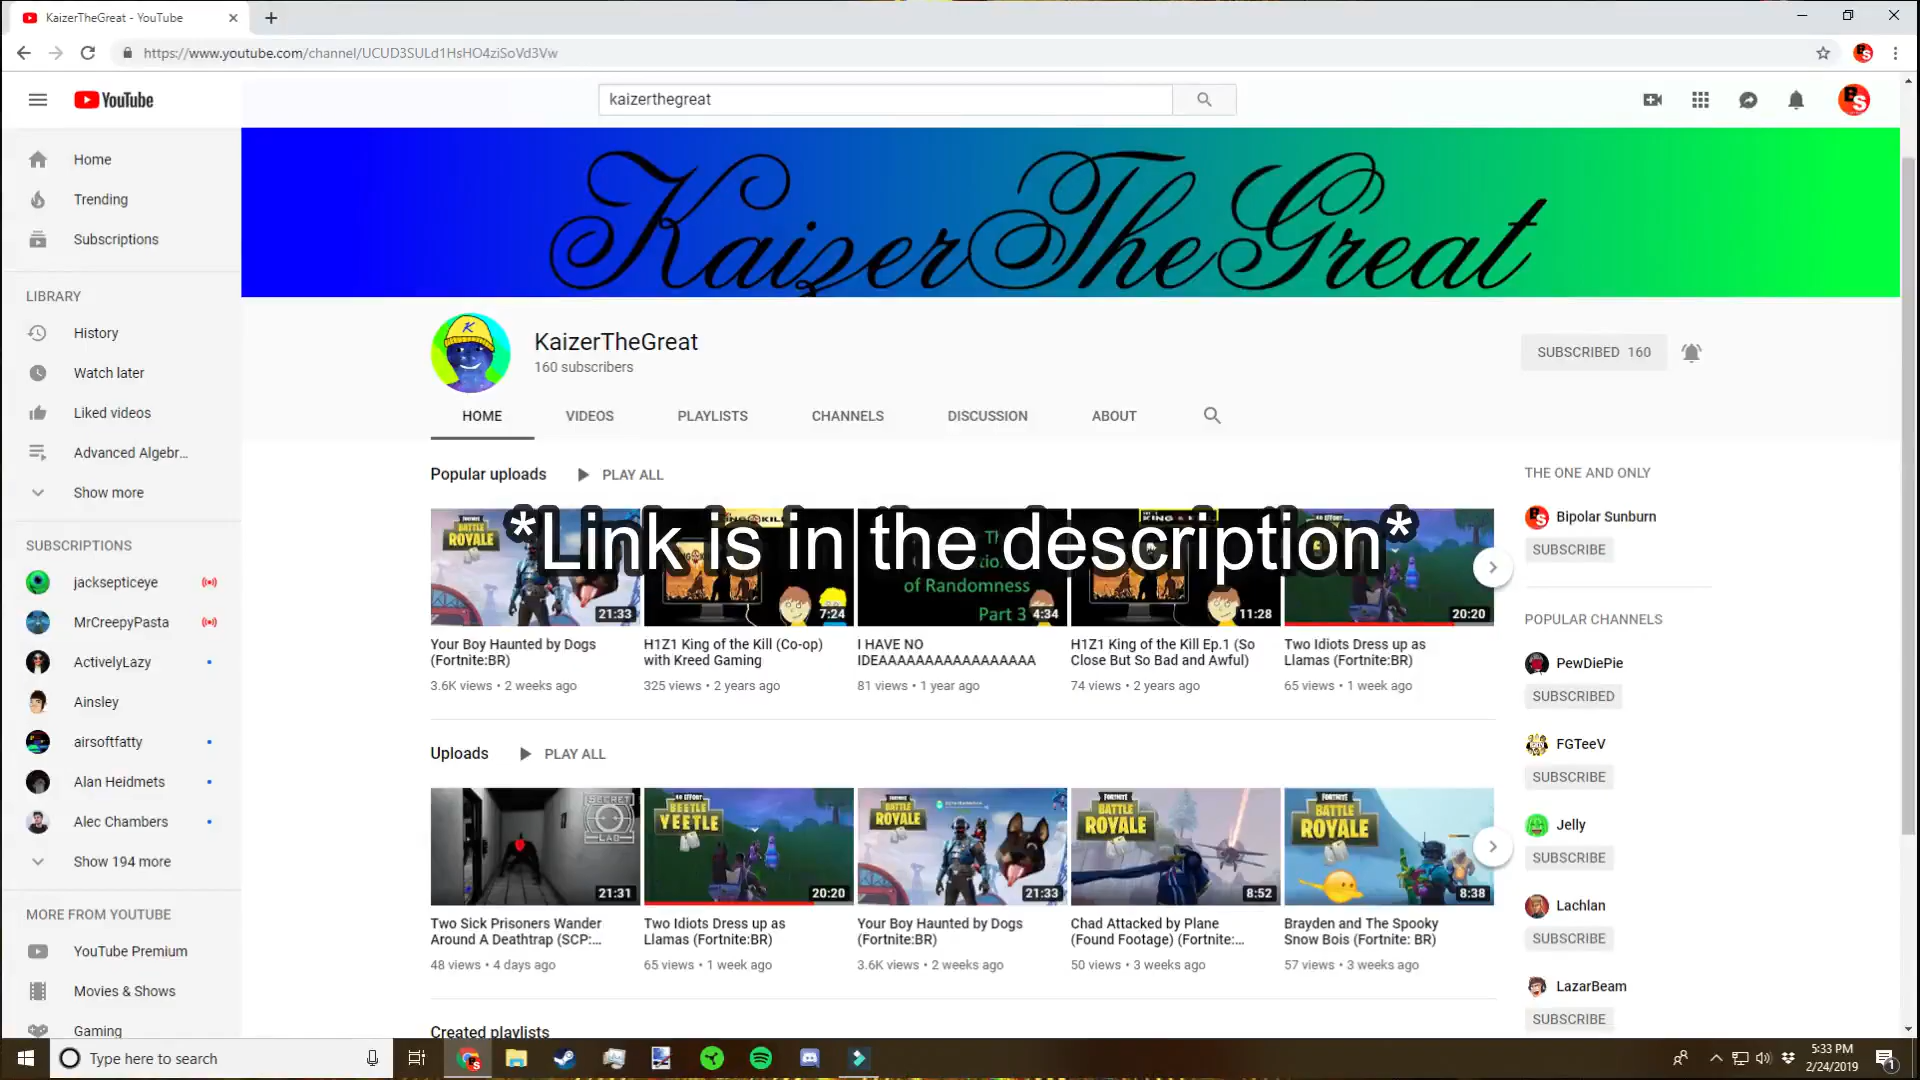 KaizerTheGreat - YouTube
https://www.youtube.com/channel/UCUD3SULd1HsHO4ziSoVd3Vw
YouTube
kaizerthegreat
Home
Trending
Subscriptions
LIBRARY
History
Watch later
Liked videos
Advanced Algebr...
Show more
SUBSCRIPTIONS
jacksepticeye
MrCreepyPasta
ActivelyLazy
Ainsley
airsoftfatty
Alan Heidmets
Alec Chambers
Show 194 more
MORE FROM YOUTUBE
YouTube Premium
Movies & Shows
Gaming
KaizerTheGreat
KaizerTheGreat
160 subscribers
SUBSCRIBED 160
HOME VIDEOS PLAYLISTS CHANNELS DISCUSSION ABOUT
Popular uploads PLAY ALL
*Link is in the description*
BATTLE
ROYALE
21:33
7:24
of Randomness
Part 3
4:34
11:28
20:20
Your Boy Haunted by Dogs
(Fortnite:BR)
3.6K views • 2 weeks ago
H1Z1 King of the Kill (Co-op)
with Kreed Gaming
325 views • 2 years ago
I HAVE NO
IDEAAAAAAAAAAAAAAAAA
81 views • 1 year ago
H1Z1 King of the Kill Ep.1 (So
Close But So Bad and Awful)
74 views • 2 years ago
Two Idiots Dress up as
Llamas (Fortnite:BR)
65 views • 1 week ago
Uploads PLAY ALL
SECRET
LAB
21:31
BEETLE
YEETLE
20:20
FORTNITE
BATTLE
ROYALE
21:33
FORTNITE
BATTLE
ROYALE
8:52
FORTNITE
BATTLE
ROYALE
8:38
Two Sick Prisoners Wander
Around A Deathtrap (SCP:...
48 views • 4 days ago
Two Idiots Dress up as
Llamas (Fortnite:BR)
65 views • 1 week ago
Your Boy Haunted by Dogs
(Fortnite:BR)
3.6K views • 2 weeks ago
Chad Attacked by Plane
(Found Footage) (Fortnite:...
50 views • 3 weeks ago
Brayden and The Spooky
Snow Bois (Fortnite: BR)
57 views • 3 weeks ago
Created playlists
THE ONE AND ONLY
Bipolar Sunburn
SUBSCRIBE
POPULAR CHANNELS
PewDiePie
SUBSCRIBED
FGTeeV
SUBSCRIBE
Jelly
SUBSCRIBE
Lachlan
SUBSCRIBE
LazarBeam
SUBSCRIBE
Type here to search
5:33 PM
2/24/2019
1